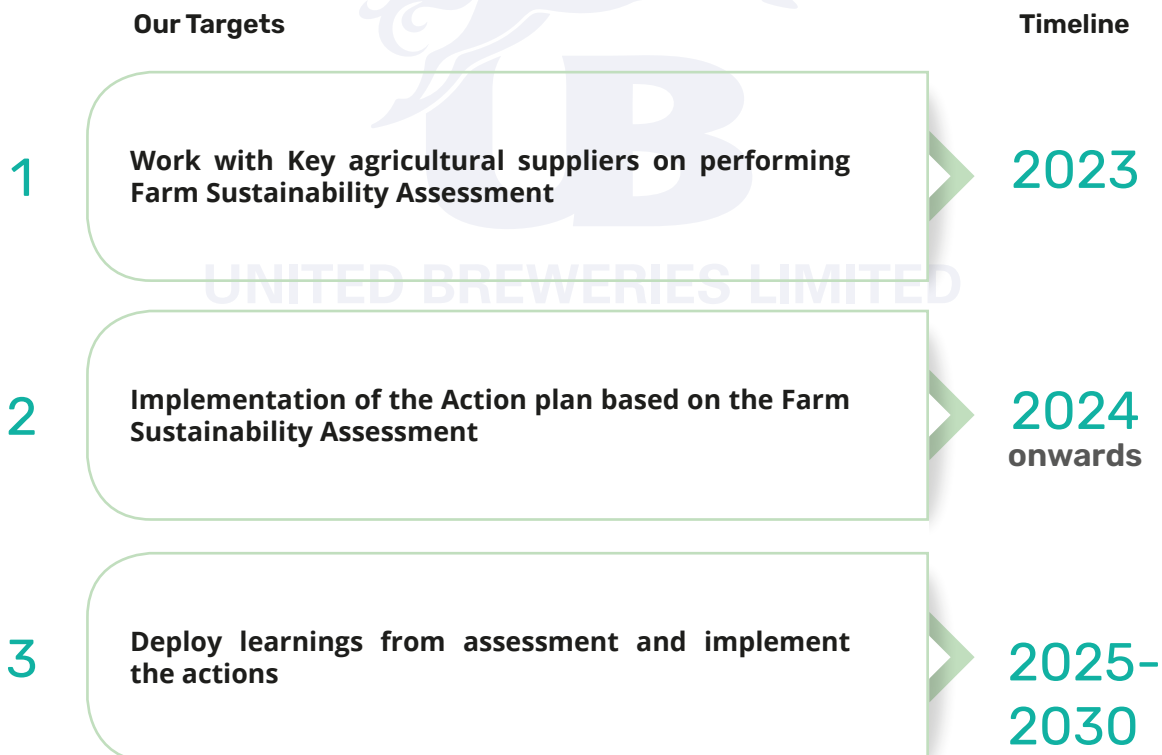 Our Targets
Timeline
1
Work with Key agricultural suppliers on performing
Farm Sustainability Assessment
2023
UB
UNITED BREWERIES LIMITED
2
Implementation of the Action plan based on the Farm
Sustainability Assessment
2024
onwards
3
Deploy learnings from assessment and implement
the actions
2025-
2030